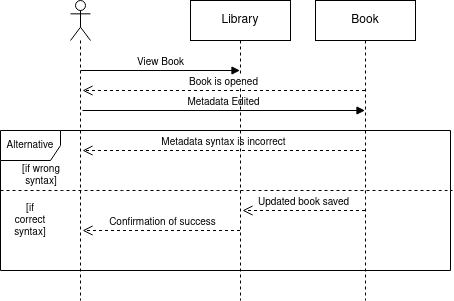 Library
Book
View Book
Book is opened
Metadata Edited
Alternative
Metadata syntax is incorrect
[if wrong
syntax]
Updated book saved
[if
correct
syntax]
Confirmation of success